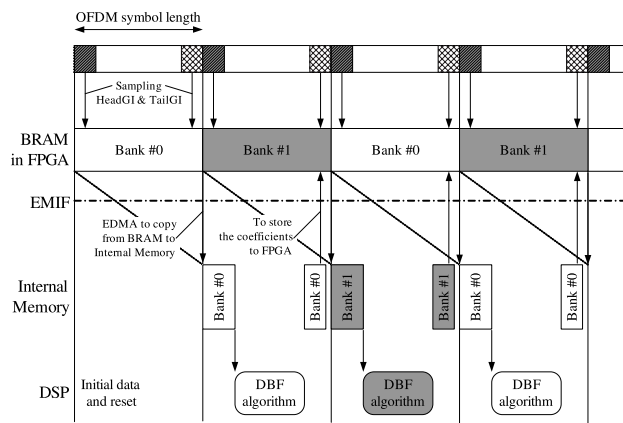 OFDM symbol length
Sampling
HeadGI & TailGI
BRAM
in FPGA
Bank #0
Bank #1
Bank #0
Bank #1
EMIF
EDMA to copy
from BRAM to
Internal Memory
To store
the coefficients
to FPGA
Internal
Memory
Bank #0
Bank #0
Bank #1
Bank #1
Bank #0
Bank #0
DSP
Initial data
and reset
DBF
algorithm
DBF
algorithm
DBF
algorithm